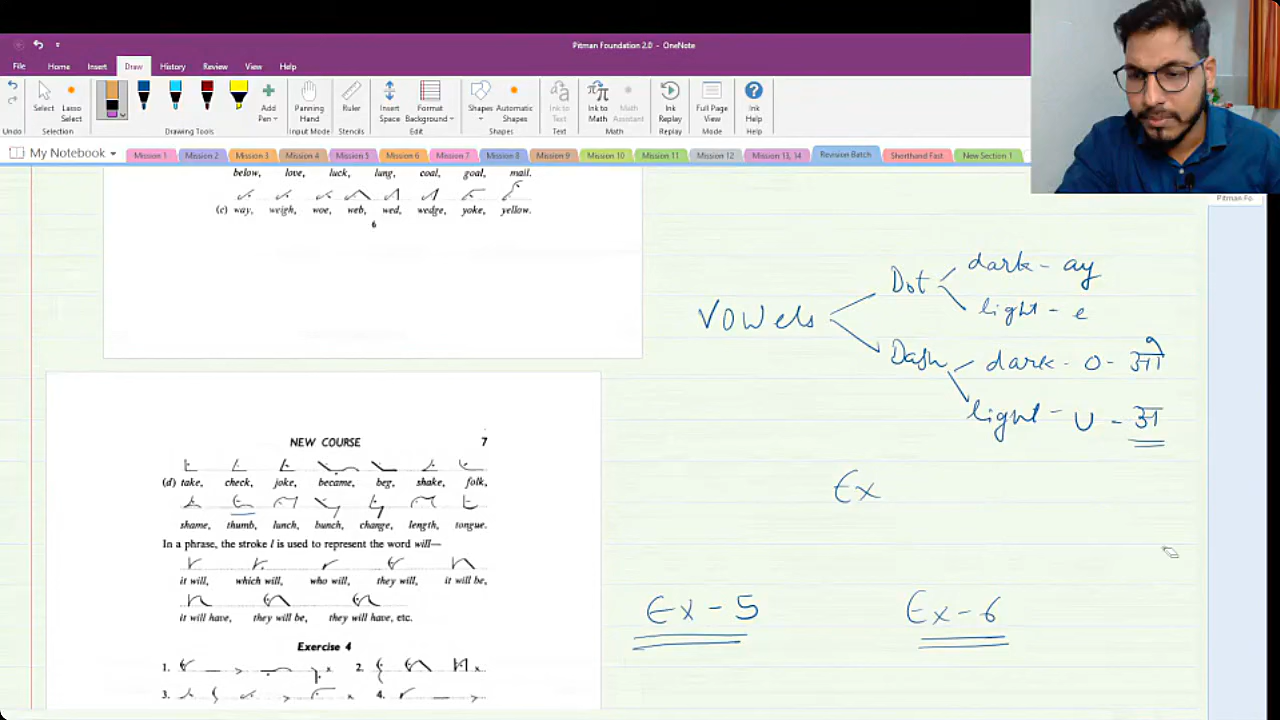 Pitman Foundation 2.0 - OneNote
File Home Insert Draw History Review View Help
Undo
Select
Lasso Select
Selection
Add Pen
Drawing Tools
Panning Hand
Input Mode
Ruler
Stencils
Insert Space
Format Background
Edit
Shapes
Automatic Shapes
Shapes
Ink to Text
Text
Ink to Math
Math Assistant
Math
Ink Replay
Replay
Full Page View
Mode
Ink Help
Help
My Notebook
Mission 1 Mission 2 Mission 3 Mission 4 Mission 5 Mission 6 Mission 7 Mission 8 Mission 9 Mission 10 Mission 11 Mission 12 Mission 13, 14 Revision Batch Shorthand Fast New Section 1
Pitman Fo
below, love, luck, lung, coal, goal, mail.
(c) way, weigh, woe, web, wed, wedge, yoke, yellow.
6
NEW COURSE 7
(d) take, check, joke, became, beg, shake, folk,
shame, thumb, lunch, bunch, change, length, tongue.
In a phrase, the stroke l is used to represent the word will—
it will, which will, who will, they will, it will be,
it will have, they will be, they will have, etc.
Exercise 4
1. 2.
3. 4.
Vowels
Dot
dark - ay
light - e
Dash
dark - o - ओ
light - U - अ
Ex
Ex - 5
Ex - 6